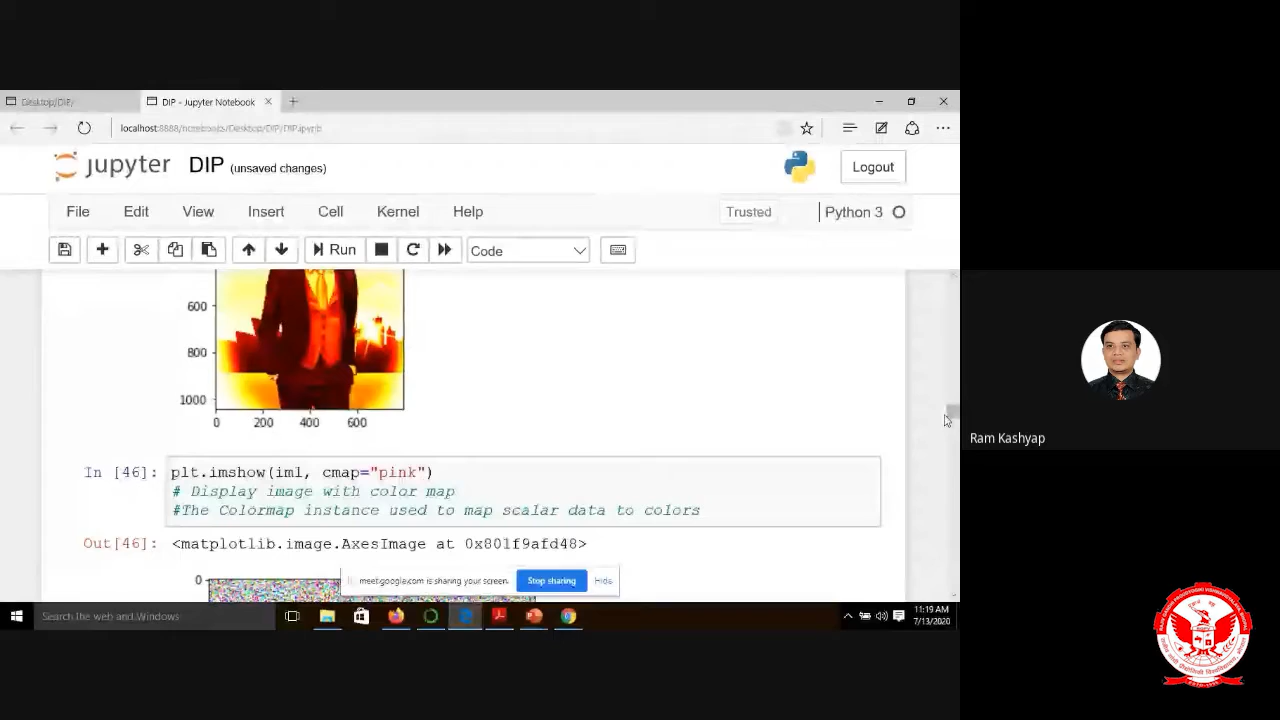 Desktop/DIP/
DIP - Jupyter Notebook
localhost:8888/notebooks/Desktop/DIP/DIP.ipynb
jupyter DIP (unsaved changes)
Logout
File Edit View Insert Cell Kernel Help
Trusted Python 3
Run
Code
600
800
1000
0 200 400 600
In [46]: plt.imshow(im1, cmap="pink")
# Display image with color map
#The Colormap instance used to map scalar data to colors
Out[46]: <matplotlib.image.AxesImage at 0x801f9afd48>
0
meet.google.com is sharing your screen.
Stop sharing
Hide
Search the web and Windows
11:19 AM
7/13/2020
Ram Kashyap